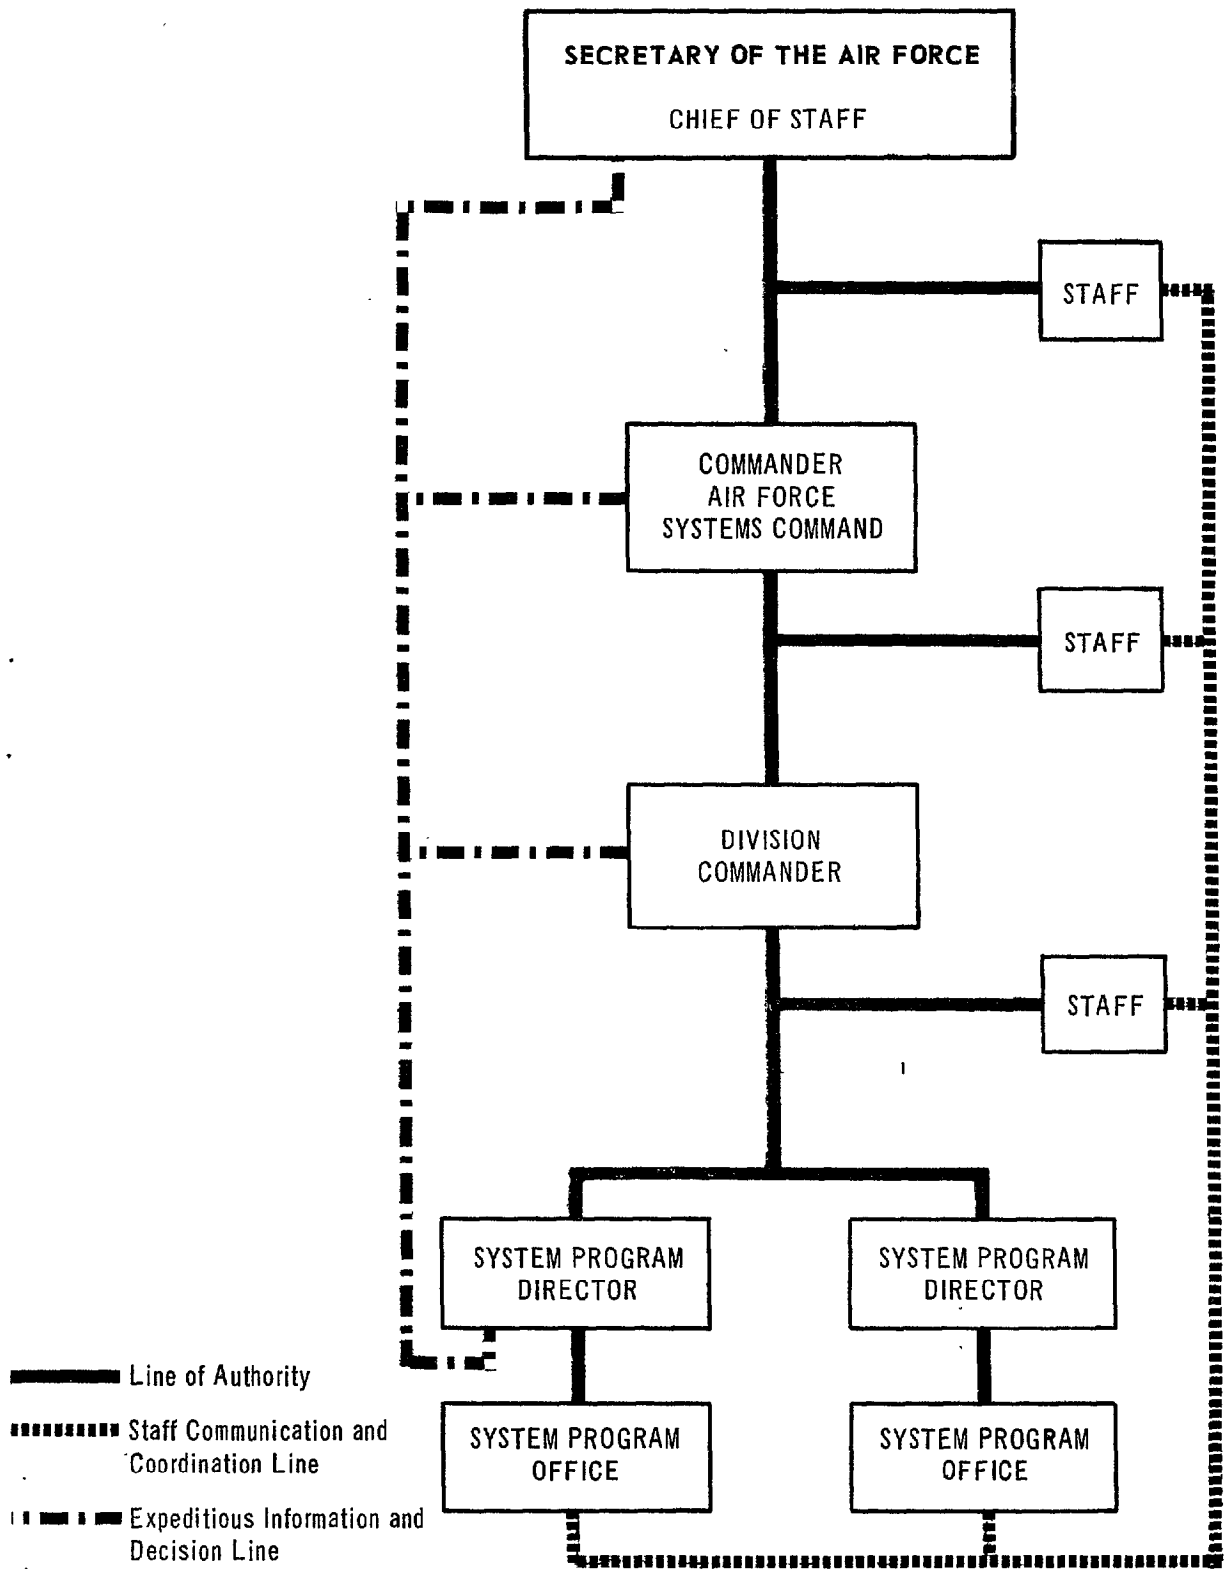 SECRETARY OF THE AIR FORCE
CHIEF OF STAFF
STAFF
COMMANDER
AIR FORCE
SYSTEMS COMMAND
STAFF
DIVISION
COMMANDER
STAFF
SYSTEM PROGRAM
DIRECTOR
SYSTEM PROGRAM
DIRECTOR
SYSTEM PROGRAM
OFFICE
SYSTEM PROGRAM
OFFICE
Line of Authority
Staff Communication and
Coordination Line
Expeditious Information and
Decision Line